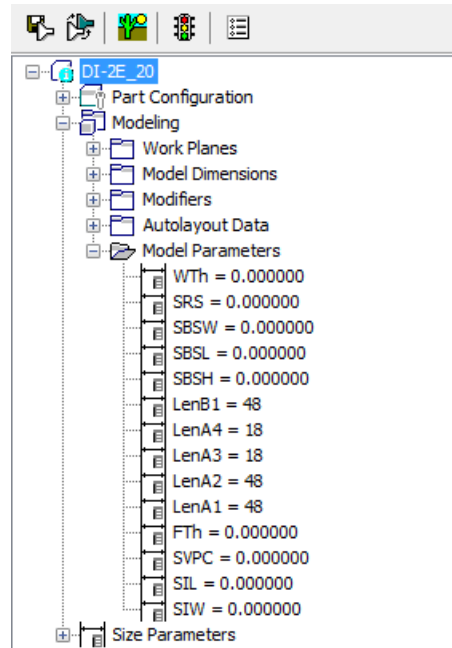 DI-2E_20
Part Configuration
Modeling
Work Planes
Model Dimensions
Modifiers
Autolayout Data
Model Parameters
WTh = 0.000000
SRS = 0.000000
SBSW = 0.000000
SBSL = 0.000000
SBSH = 0.000000
LenB1 = 48
LenA4 = 18
LenA3 = 18
LenA2 = 48
LenA1 = 48
FTh = 0.000000
SVPC = 0.000000
SIL = 0.000000
SIW = 0.000000
Size Parameters